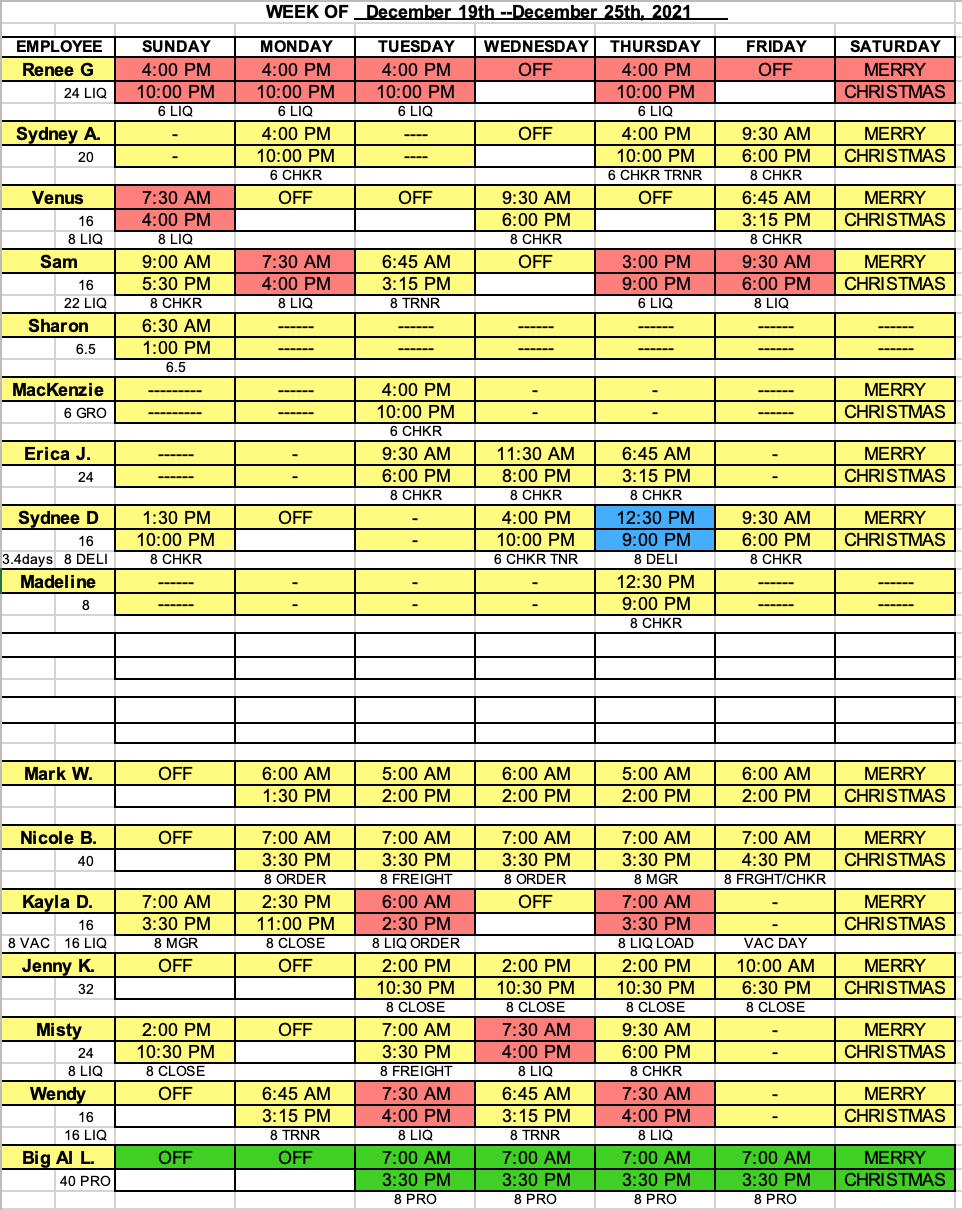 WEEK OF December 19th --December 25th, 2021
EMPLOYEE SUNDAY MONDAY TUESDAY WEDNESDAY THURSDAY FRIDAY SATURDAY
Renee G 4:00 PM 4:00 PM 4:00 PM OFF 4:00 PM OFF MERRY
24 LIQ 10:00 PM 10:00 PM 10:00 PM 10:00 PM CHRISTMAS
6 LIQ 6 LIQ 6 LIQ 6 LIQ
Sydney A. - 4:00 PM ---- OFF 4:00 PM 9:30 AM MERRY
20 - 10:00 PM ---- 10:00 PM 6:00 PM CHRISTMAS
6 CHKR 6 CHKR TRNR 8 CHKR
Venus 7:30 AM OFF OFF 9:30 AM OFF 6:45 AM MERRY
16 4:00 PM 6:00 PM 3:15 PM CHRISTMAS
8 LIQ 8 LIQ 8 CHKR 8 CHKR
Sam 9:00 AM 7:30 AM 6:45 AM OFF 3:00 PM 9:30 AM MERRY
16 5:30 PM 4:00 PM 3:15 PM 9:00 PM 6:00 PM CHRISTMAS
22 LIQ 8 CHKR 8 LIQ 8 TRNR 6 LIQ 8 LIQ
Sharon 6:30 AM ------ ------ ------ ------ ------ ------
6.5 1:00 PM ------ ------ ------ ------ ------ ------
6.5
MacKenzie --------- ------ 4:00 PM - - ------ MERRY
6 GRO --------- ------ 10:00 PM - - ------ CHRISTMAS
6 CHKR
Erica J. ------ - 9:30 AM 11:30 AM 6:45 AM - MERRY
24 ------ - 6:00 PM 8:00 PM 3:15 PM - CHRISTMAS
8 CHKR 8 CHKR 8 CHKR
Sydnee D 1:30 PM OFF - 4:00 PM 12:30 PM 9:30 AM MERRY
16 10:00 PM - 10:00 PM 9:00 PM 6:00 PM CHRISTMAS
3.4days 8 DELI 8 CHKR 6 CHKR TNR 8 DELI 8 CHKR
Madeline ------ - - - 12:30 PM ------ ------
8 ------ - - - 9:00 PM ------ ------
8 CHKR
Mark W. OFF 6:00 AM 5:00 AM 6:00 AM 5:00 AM 6:00 AM MERRY
1:30 PM 2:00 PM 2:00 PM 2:00 PM 2:00 PM CHRISTMAS
Nicole B. OFF 7:00 AM 7:00 AM 7:00 AM 7:00 AM 7:00 AM MERRY
40 3:30 PM 3:30 PM 3:30 PM 3:30 PM 4:30 PM CHRISTMAS
8 ORDER 8 FREIGHT 8 ORDER 8 MGR 8 FRGHT/CHKR
Kayla D. 7:00 AM 2:30 PM 6:00 AM OFF 7:00 AM - MERRY
16 3:30 PM 11:00 PM 2:30 PM 3:30 PM - CHRISTMAS
8 VAC 16 LIQ 8 MGR 8 CLOSE 8 LIQ ORDER 8 LIQ LOAD VAC DAY
Jenny K. OFF OFF 2:00 PM 2:00 PM 2:00 PM 10:00 AM MERRY
32 10:30 PM 10:30 PM 10:30 PM 6:30 PM CHRISTMAS
8 CLOSE 8 CLOSE 8 CLOSE 8 CLOSE
Misty 2:00 PM OFF 7:00 AM 7:30 AM 9:30 AM - MERRY
24 10:30 PM 3:30 PM 4:00 PM 6:00 PM - CHRISTMAS
8 LIQ 8 CLOSE 8 FREIGHT 8 LIQ 8 CHKR
Wendy OFF 6:45 AM 7:30 AM 6:45 AM 7:30 AM - MERRY
16 3:15 PM 4:00 PM 3:15 PM 4:00 PM - CHRISTMAS
16 LIQ 8 TRNR 8 LIQ 8 TRNR 8 LIQ
Big Al L. OFF OFF 7:00 AM 7:00 AM 7:00 AM 7:00 AM MERRY
40 PRO 3:30 PM 3:30 PM 3:30 PM 3:30 PM CHRISTMAS
8 PRO 8 PRO 8 PRO 8 PRO